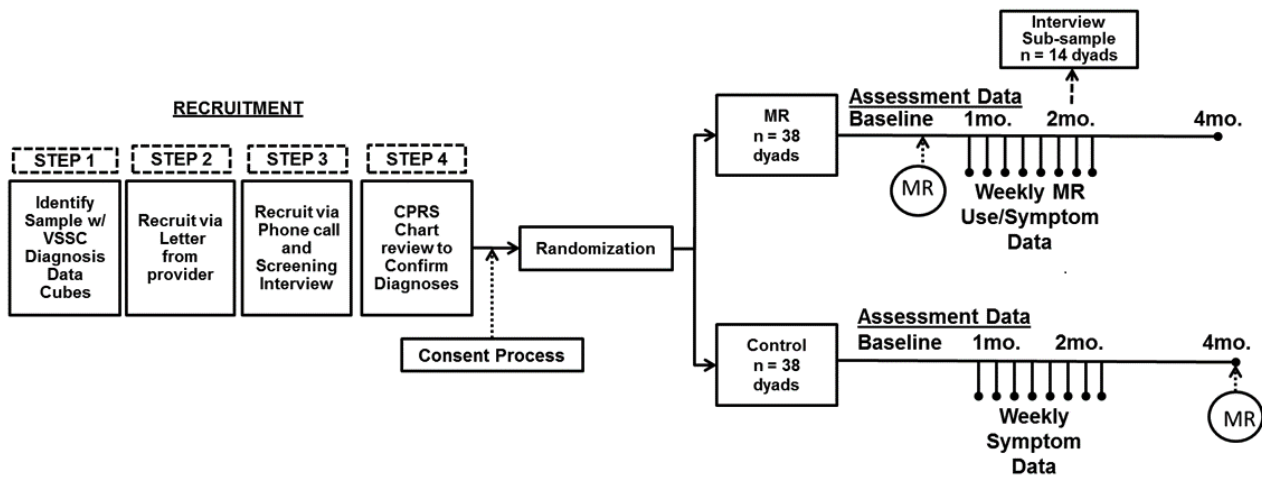 RECRUITMENT
STEP 1
Identify
Sample w/
VSSC
Diagnosis
Data
Cubes
STEP 2
Recruit via
Letter
from
provider
STEP 3
Recruit via
Phone call
and
Screening
Interview
STEP 4
CPRS
Chart
review to
Confirm
Diagnoses
Consent Process
Randomization
MR
n = 38
dyads
Assessment Data
Baseline 1mo. 2mo. 4mo.
Interview
Sub-sample
n = 14 dyads
MR
Weekly MR
Use/Symptom
Data
Control
n = 38
dyads
Assessment Data
Baseline 1mo. 2mo. 4mo.
Weekly
Symptom
Data
MR